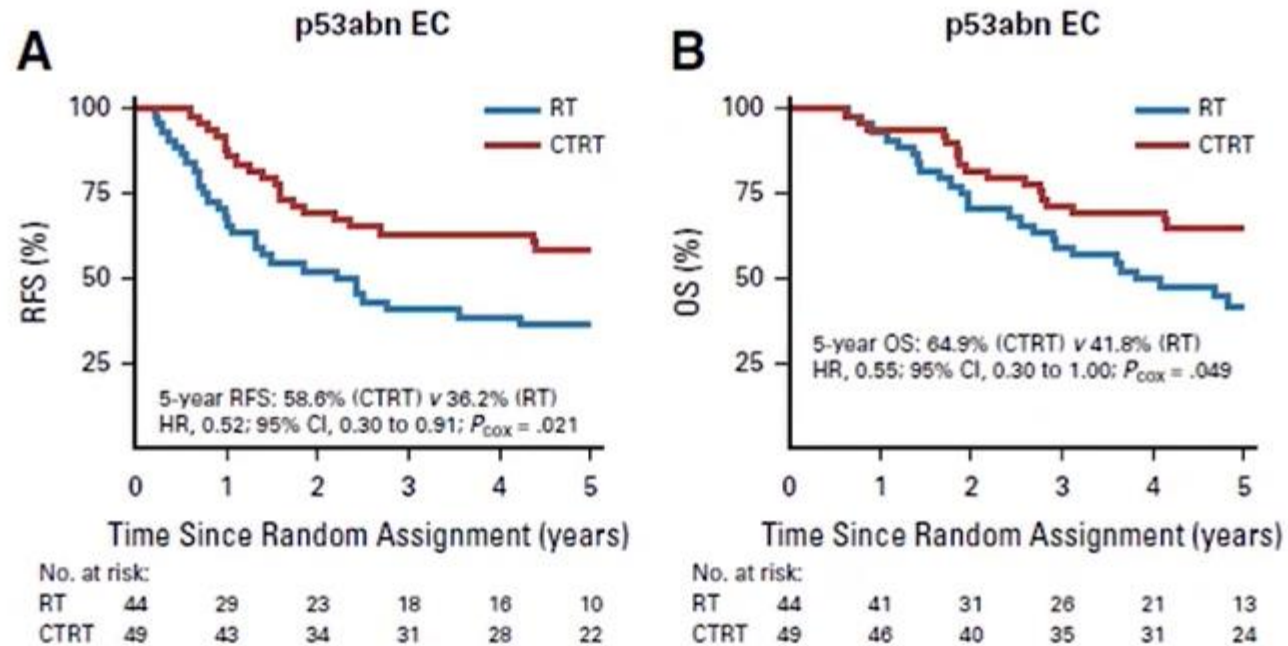 A
p53abn EC
100
75
50
25
RFS (%)
RT
CTRT
5-year RFS: 58.6% (CTRT) v 36.2% (RT)
HR, 0.52; 95% CI, 0.30 to 0.91; Pcox = .021
0 1 2 3 4 5
Time Since Random Assignment (years)
No. at risk:
RT 44 29 23 18 16 10
CTRT 49 43 34 31 28 22
B
p53abn EC
100
75
50
25
OS (%)
RT
CTRT
5-year OS: 64.9% (CTRT) v 41.8% (RT)
HR, 0.55; 95% CI, 0.30 to 1.00; Pcox = .049
0 1 2 3 4 5
Time Since Random Assignment (years)
No. at risk:
RT 44 41 31 26 21 13
CTRT 49 46 40 35 31 24